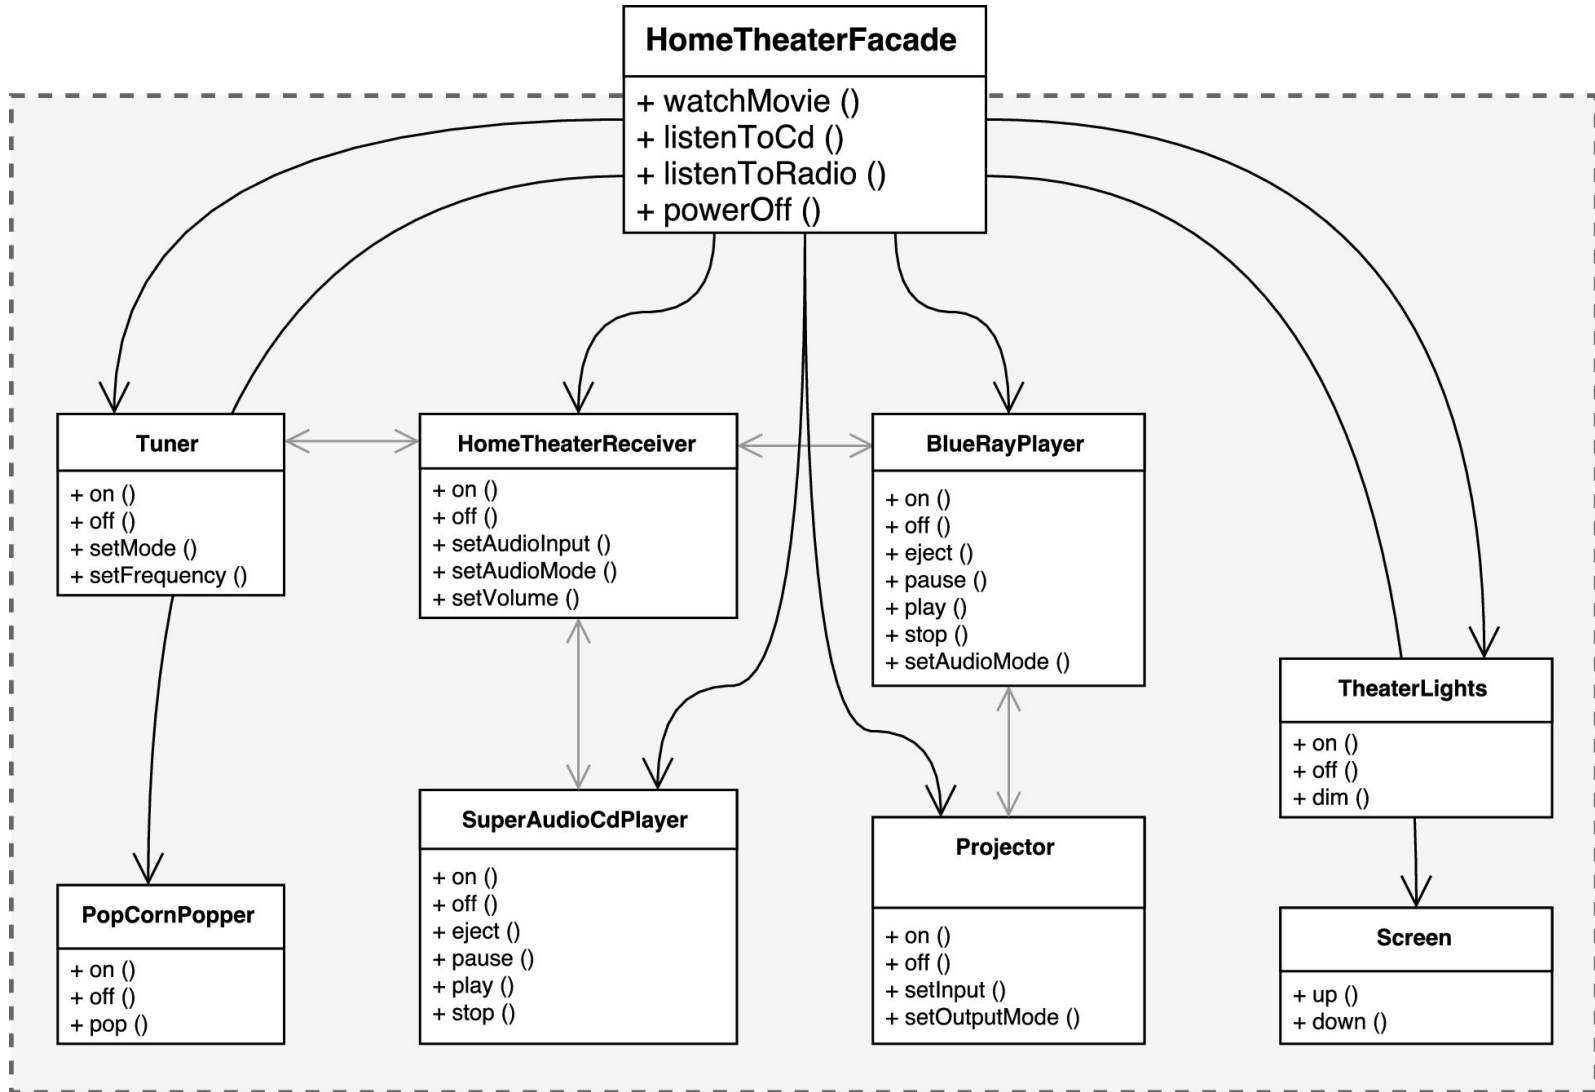 HomeTheaterFacade
+ watchMovie ()
+ listenToCd ()
+ listenToRadio ()
+ powerOff ()
Tuner
+ on ()
+ off ()
+ setMode ()
+ setFrequency ()
HomeTheaterReceiver
+ on ()
+ off ()
+ setAudioInput ()
+ setAudioMode ()
+ setVolume ()
BlueRayPlayer
+ on ()
+ off ()
+ eject ()
+ pause ()
+ play ()
+ stop ()
+ setAudioMode ()
TheaterLights
+ on ()
+ off ()
+ dim ()
PopCornPopper
+ on ()
+ off ()
+ pop ()
SuperAudioCdPlayer
+ on ()
+ off ()
+ eject ()
+ pause ()
+ play ()
+ stop ()
Projector
+ on ()
+ off ()
+ setInput ()
+ setOutputMode ()
Screen
+ up ()
+ down ()